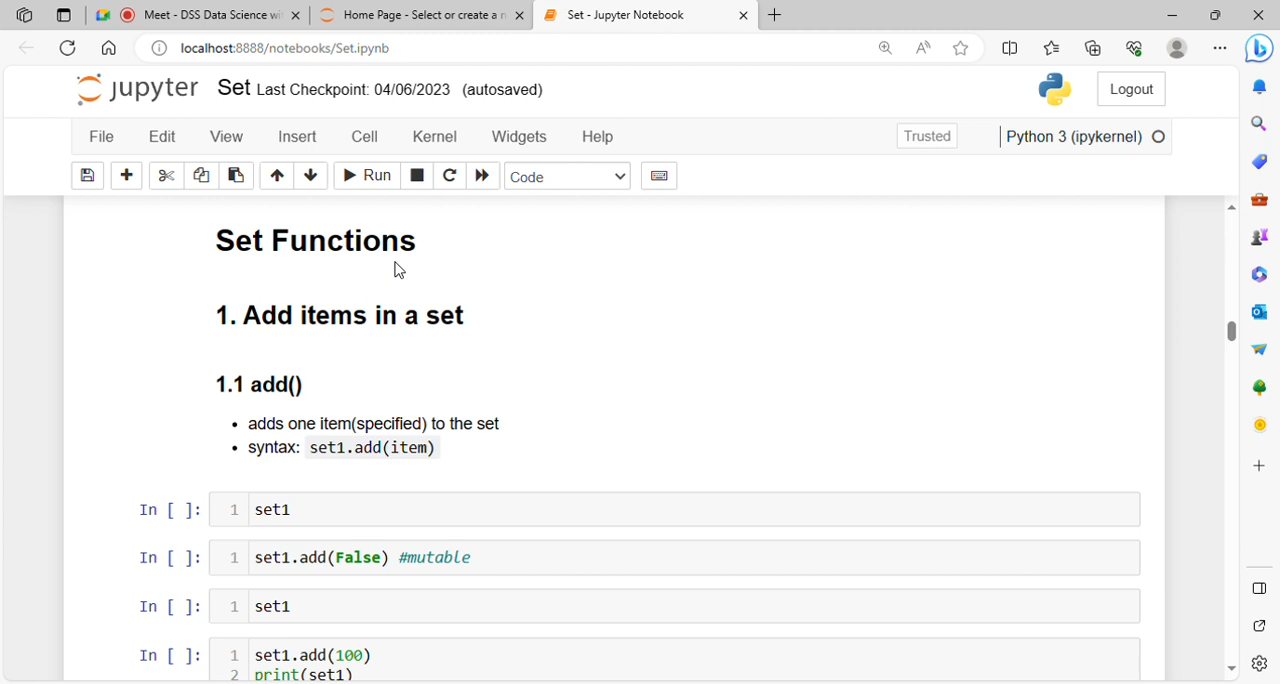 Meet - DSS Data Science wi
Home Page - Select or create a n
Set - Jupyter Notebook
localhost:8888/notebooks/Set.ipynb
jupyter Set Last Checkpoint: 04/06/2023 (autosaved)
Logout
File Edit View Insert Cell Kernel Widgets Help
Trusted
Python 3 (ipykernel)
Run
Code
Set Functions
1. Add items in a set
1.1 add()
• adds one item(specified) to the set
• syntax: set1.add(item)
In [ ]: 1 set1
In [ ]: 1 set1.add(False) #mutable
In [ ]: 1 set1
In [ ]: 1 set1.add(100)
2 print(set1)